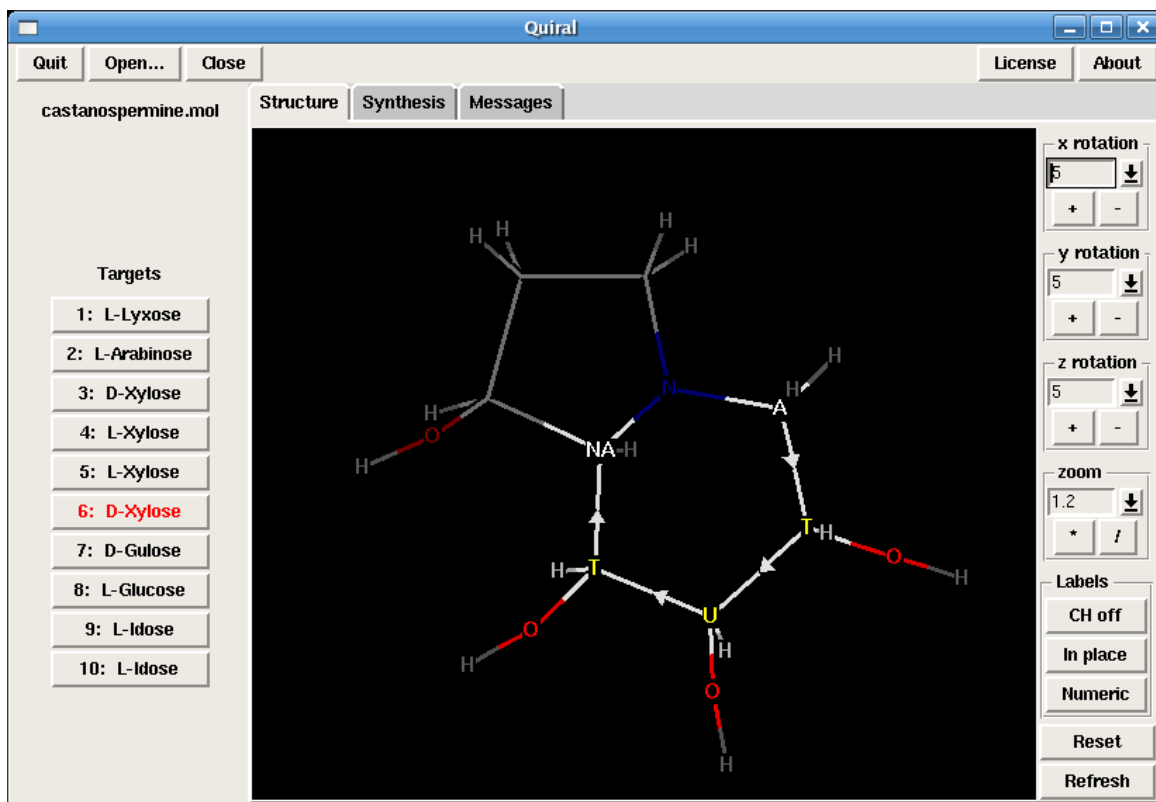 Quiral
Quit Open... Close License About
castanospermine.mol
Structure Synthesis Messages
Targets
1: L-Lyxose
2: L-Arabinose
3: D-Xylose
4: L-Xylose
5: L-Xylose
6: D-Xylose
7: D-Gulose
8: L-Glucose
9: L-Idose
10: L-Idose
H H H H
N H H A
H O H NA H
H T T H O H
H O U H
O
H
x rotation
5
+ -
y rotation
5
+ -
z rotation
5
+ -
zoom
1.2
* /
Labels
CH off
In place
Numeric
Reset
Refresh